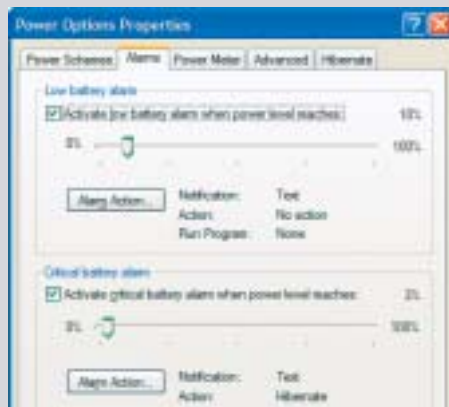 Power Options Properties
Power Schemes Alarms Power Meter Advanced Hibernate
Low battery alarm
Activate low battery alarm when power level reaches: 10%
0% 100%
Alarm Action... Notification: Text
Action: No action
Run Program: None
Critical battery alarm
Activate critical battery alarm when power level reaches: 3%
0% 100%
Alarm Action... Notification: Text
Action: Hibernate